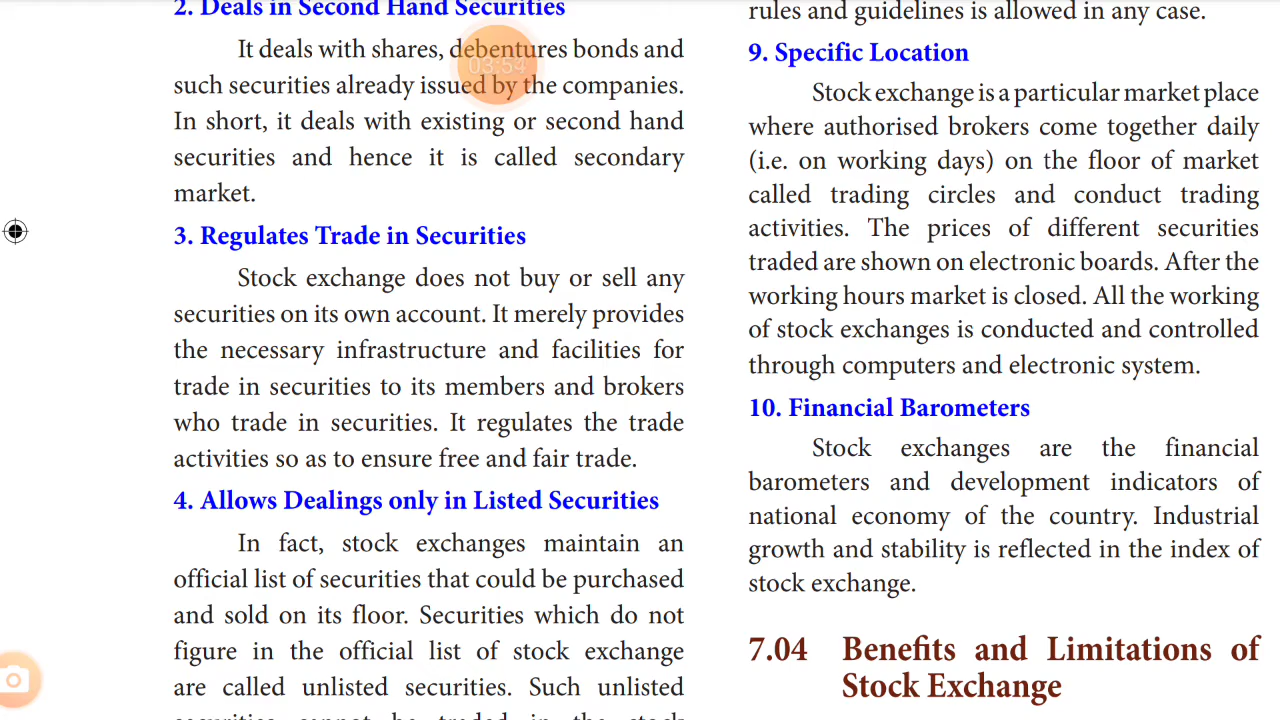 2. Deals in Second Hand Securities
It deals with shares, debentures bonds and
such securities already issued by the companies.
In short, it deals with existing or second hand
securities and hence it is called secondary
market.
3. Regulates Trade in Securities
Stock exchange does not buy or sell any
securities on its own account. It merely provides
the necessary infrastructure and facilities for
trade in securities to its members and brokers
who trade in securities. It regulates the trade
activities so as to ensure free and fair trade.
4. Allows Dealings only in Listed Securities
In fact, stock exchanges maintain an
official list of securities that could be purchased
and sold on its floor. Securities which do not
figure in the official list of stock exchange
are called unlisted securities. Such unlisted
securities cannot be traded in the stock
rules and guidelines is allowed in any case.
9. Specific Location
Stock exchange is a particular market place
where authorised brokers come together daily
(i.e. on working days) on the floor of market
called trading circles and conduct trading
activities. The prices of different securities
traded are shown on electronic boards. After the
working hours market is closed. All the working
of stock exchanges is conducted and controlled
through computers and electronic system.
10. Financial Barometers
Stock exchanges are the financial
barometers and development indicators of
national economy of the country. Industrial
growth and stability is reflected in the index of
stock exchange.
7.04 Benefits and Limitations of
Stock Exchange
03:54